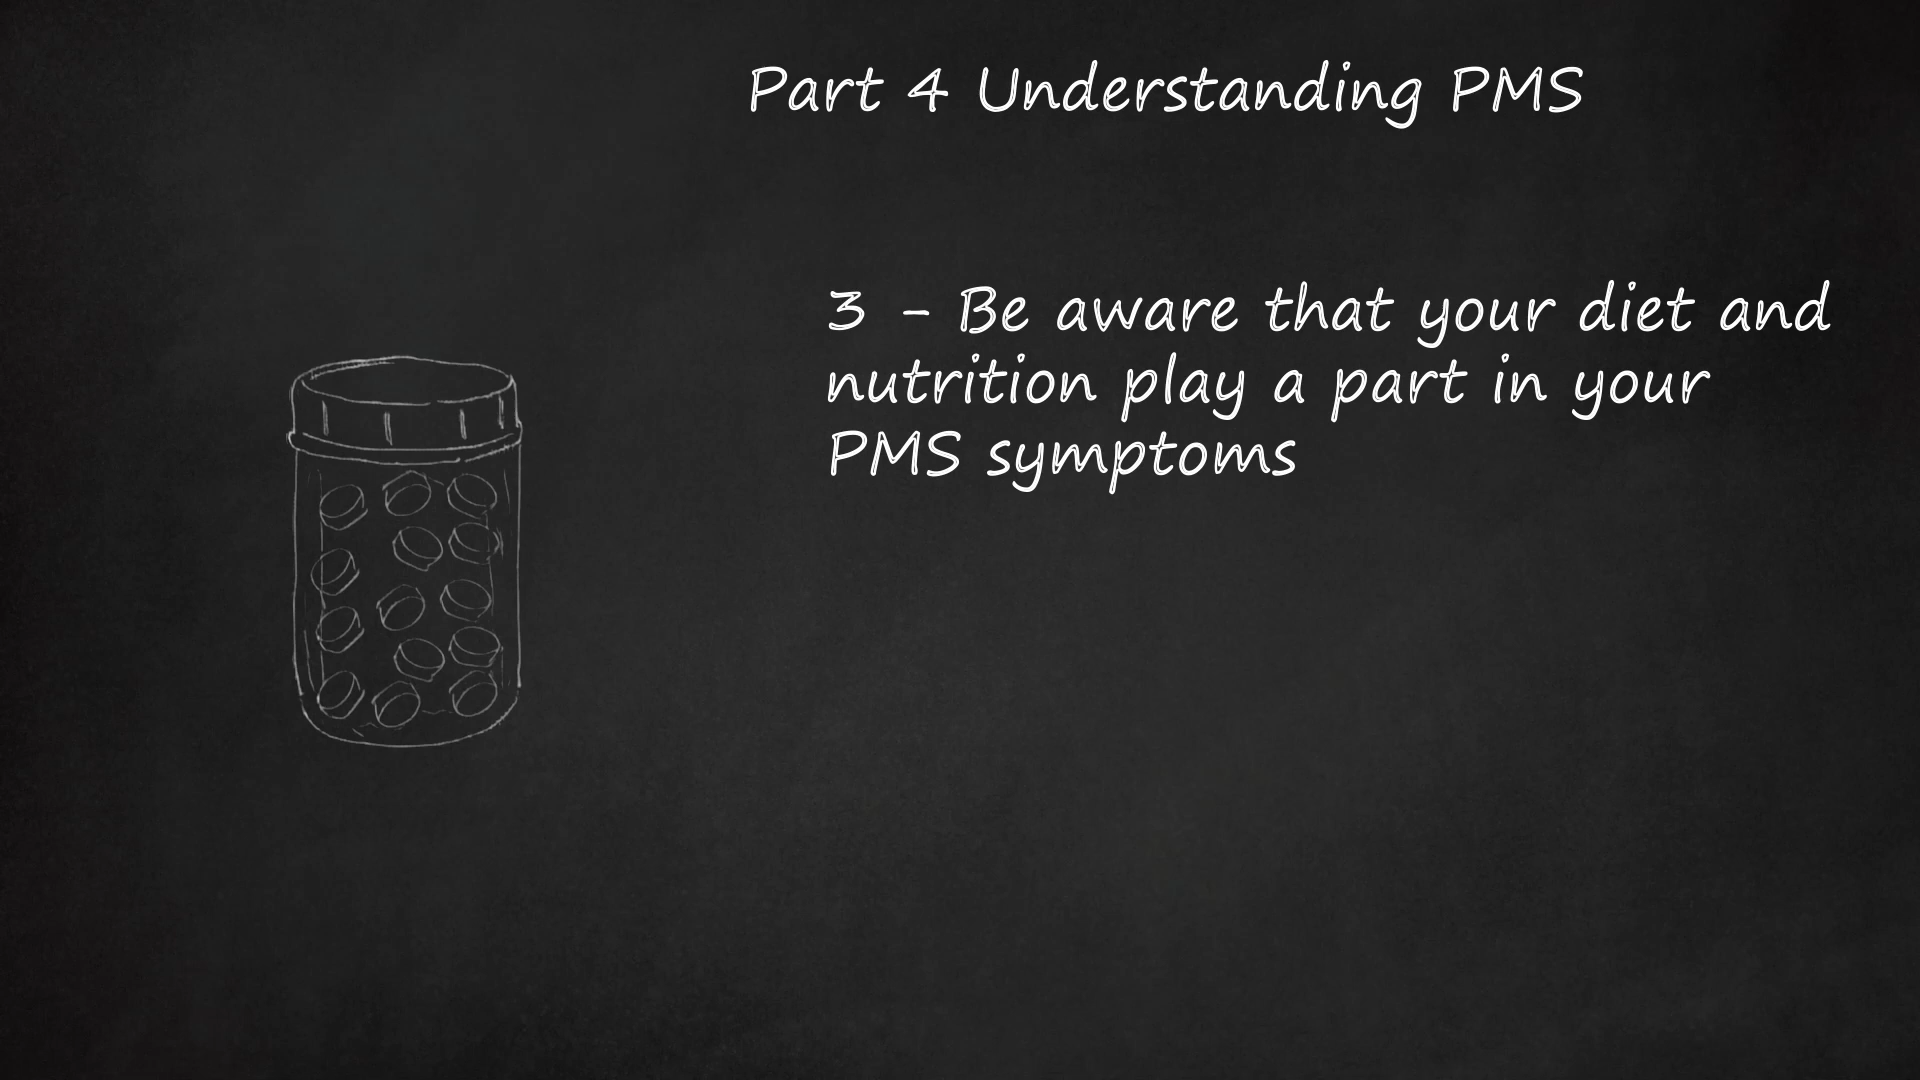 Part 4 Understanding PMS
3 - Be aware that your diet and
nutrition play a part in your
PMS symptoms